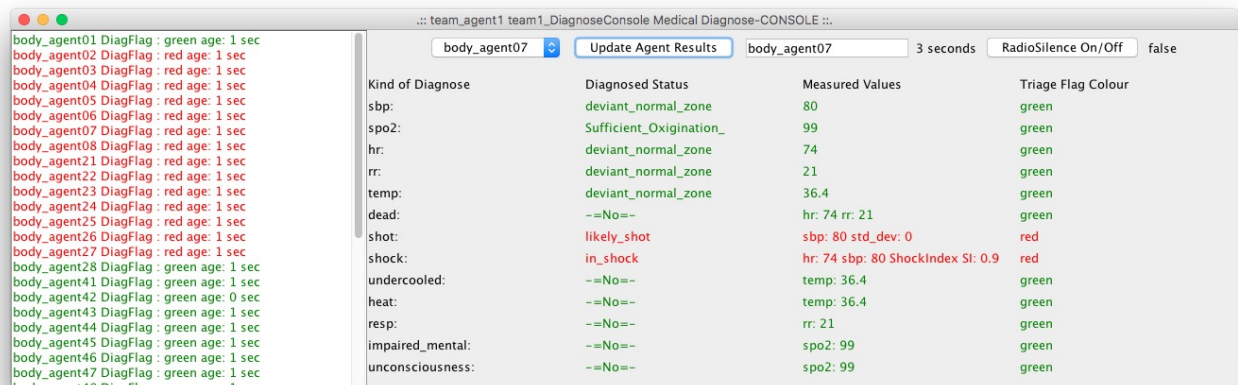 .:: team_agent1 team1_DiagnoseConsole Medical Diagnose-CONSOLE ::.
body_agent01 DiagFlag : green age: 1 sec
body_agent02 DiagFlag : red age: 1 sec
body_agent03 DiagFlag : red age: 1 sec
body_agent04 DiagFlag : red age: 1 sec
body_agent05 DiagFlag : red age: 1 sec
body_agent06 DiagFlag : red age: 1 sec
body_agent07 DiagFlag : red age: 1 sec
body_agent08 DiagFlag : red age: 1 sec
body_agent21 DiagFlag : red age: 1 sec
body_agent22 DiagFlag : red age: 1 sec
body_agent23 DiagFlag : red age: 1 sec
body_agent24 DiagFlag : red age: 1 sec
body_agent25 DiagFlag : red age: 1 sec
body_agent26 DiagFlag : red age: 1 sec
body_agent27 DiagFlag : red age: 1 sec
body_agent28 DiagFlag : green age: 1 sec
body_agent41 DiagFlag : green age: 1 sec
body_agent42 DiagFlag : green age: 0 sec
body_agent43 DiagFlag : green age: 1 sec
body_agent44 DiagFlag : green age: 1 sec
body_agent45 DiagFlag : green age: 1 sec
body_agent46 DiagFlag : green age: 1 sec
body_agent47 DiagFlag : green age: 1 sec
body_agent07 Update Agent Results body_agent07 3 seconds RadioSilence On/Off false
Kind of Diagnose Diagnosed Status Measured Values Triage Flag Colour
sbp: deviant_normal_zone 80 green
spo2: Sufficient_Oxigination_ 99 green
hr: deviant_normal_zone 74 green
rr: deviant_normal_zone 21 green
temp: deviant_normal_zone 36.4 green
dead: -=No=- hr: 74 rr: 21 green
shot: likely_shot sbp: 80 std_dev: 0 red
shock: in_shock hr: 74 sbp: 80 ShockIndex SI: 0.9 red
undercooled: -=No=- temp: 36.4 green
heat: -=No=- temp: 36.4 green
resp: -=No=- rr: 21 green
impaired_mental: -=No=- spo2: 99 green
unconsciousness: -=No=- spo2: 99 green